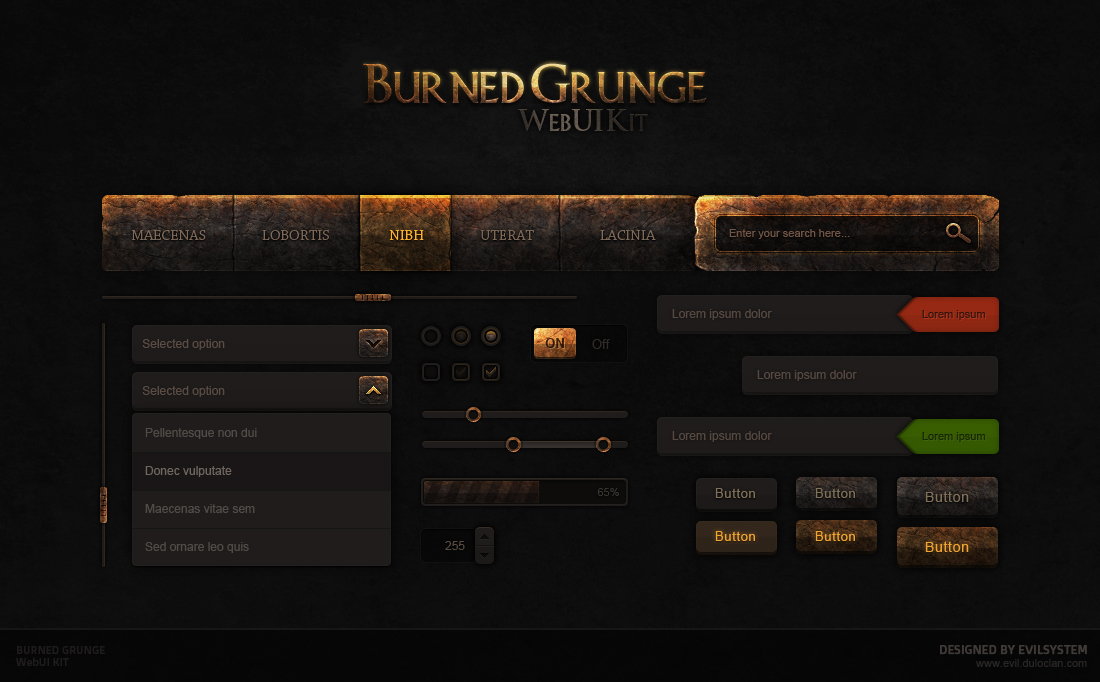 BURNED GRUNGE
WEBUI KIT
MAECENAS LOBORTIS NIBH UTERAT LACINIA Enter your search here...
Selected option
Selected option
Pellentesque non dui
Donec vulputate
Maecenas vitae sem
Sed ornare leo quis
ON Off
65%
255
Lorem ipsum dolor Lorem ipsum
Lorem ipsum dolor
Lorem ipsum dolor Lorem ipsum
Button Button Button
Button Button Button
BURNED GRUNGE
WebUI KIT
DESIGNED BY EVILSYSTEM
www.evil.duloclan.com